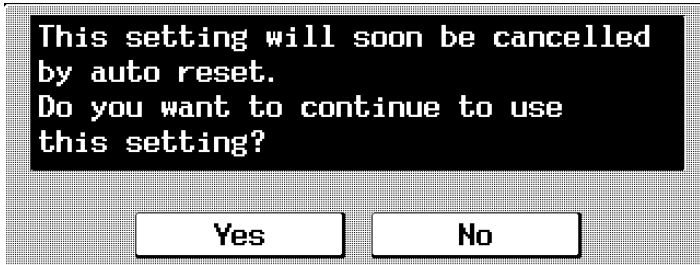 This setting will soon be cancelled
by auto reset.
Do you want to continue to use
this setting?
Yes No